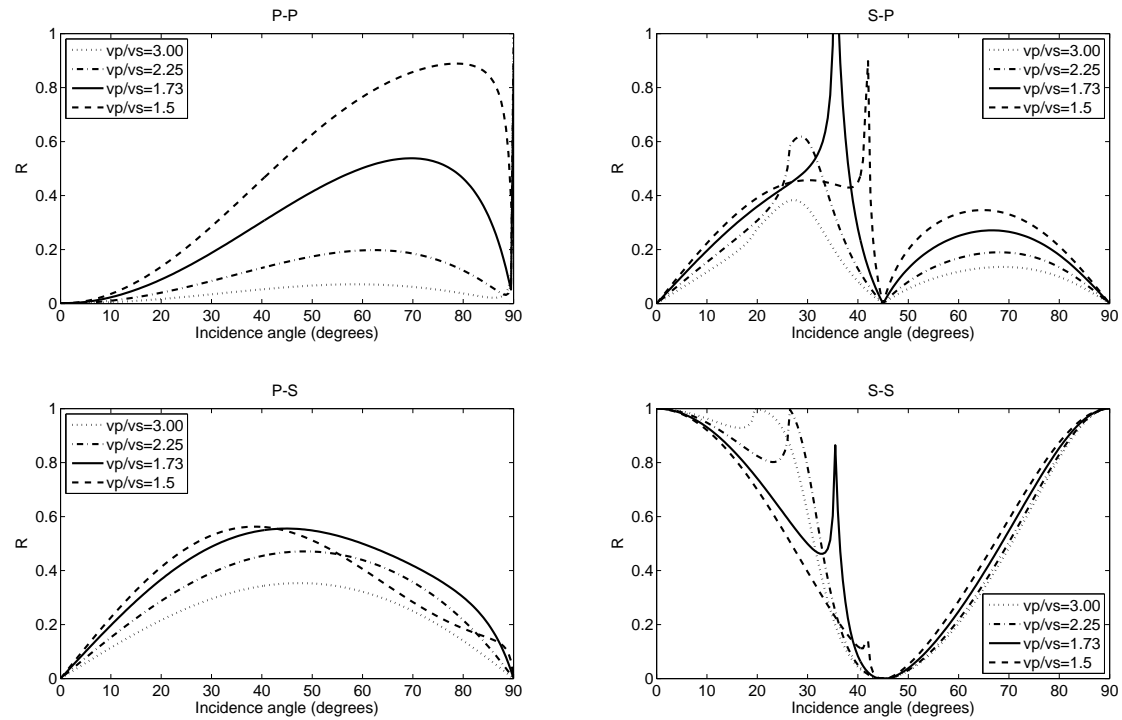 P-P
1
0.8
0.6
0.4
0.2
0
R
0 10 20 30 40 50 60 70 80 90
Incidence angle (degrees)
vp/vs=3.00
vp/vs=2.25
vp/vs=1.73
vp/vs=1.5
S-P
1
0.8
0.6
0.4
0.2
0
R
0 10 20 30 40 50 60 70 80 90
Incidence angle (degrees)
vp/vs=3.00
vp/vs=2.25
vp/vs=1.73
vp/vs=1.5
P-S
1
0.8
0.6
0.4
0.2
0
R
0 10 20 30 40 50 60 70 80 90
Incidence angle (degrees)
vp/vs=3.00
vp/vs=2.25
vp/vs=1.73
vp/vs=1.5
S-S
1
0.8
0.6
0.4
0.2
0
R
0 10 20 30 40 50 60 70 80 90
Incidence angle (degrees)
vp/vs=3.00
vp/vs=2.25
vp/vs=1.73
vp/vs=1.5